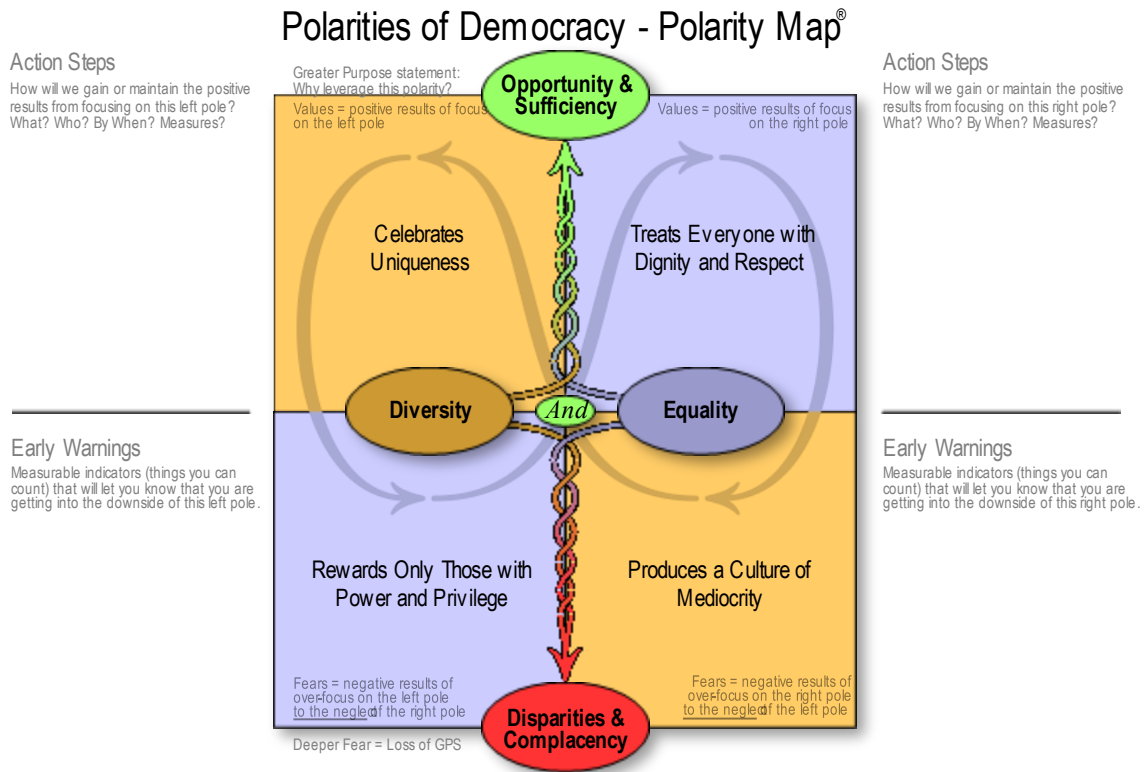 Polarities of Democracy - Polarity Map®
Action Steps
How will we gain or maintain the positive
results from focusing on this left pole?
What? Who? By When? Measures?
Greater Purpose statement:
Why leverage this polarity?
Values = positive results of focus
on the left pole
Opportunity &
Sufficiency
Values = positive results of focus
on the right pole
Action Steps
How will we gain or maintain the positive
results from focusing on this right pole?
What? Who? By When? Measures?
Celebrates
Uniqueness
Treats Everyone with
Dignity and Respect
Diversity
And
Equality
Early Warnings
Measurable indicators (things you can
count) that will let you know that you are
getting into the downside of this left pole.
Early Warnings
Measurable indicators (things you can
count) that will let you know that you are
getting into the downside of this right pole.
Rewards Only Those with
Power and Privilege
Produces a Culture of
Mediocrity
Fears = negative results of
over-focus on the left pole
to the neglect of the right pole
Fears = negative results of
over-focus on the right pole
to the neglect of the left pole
Disparities &
Complacency
Deeper Fear = Loss of GPS